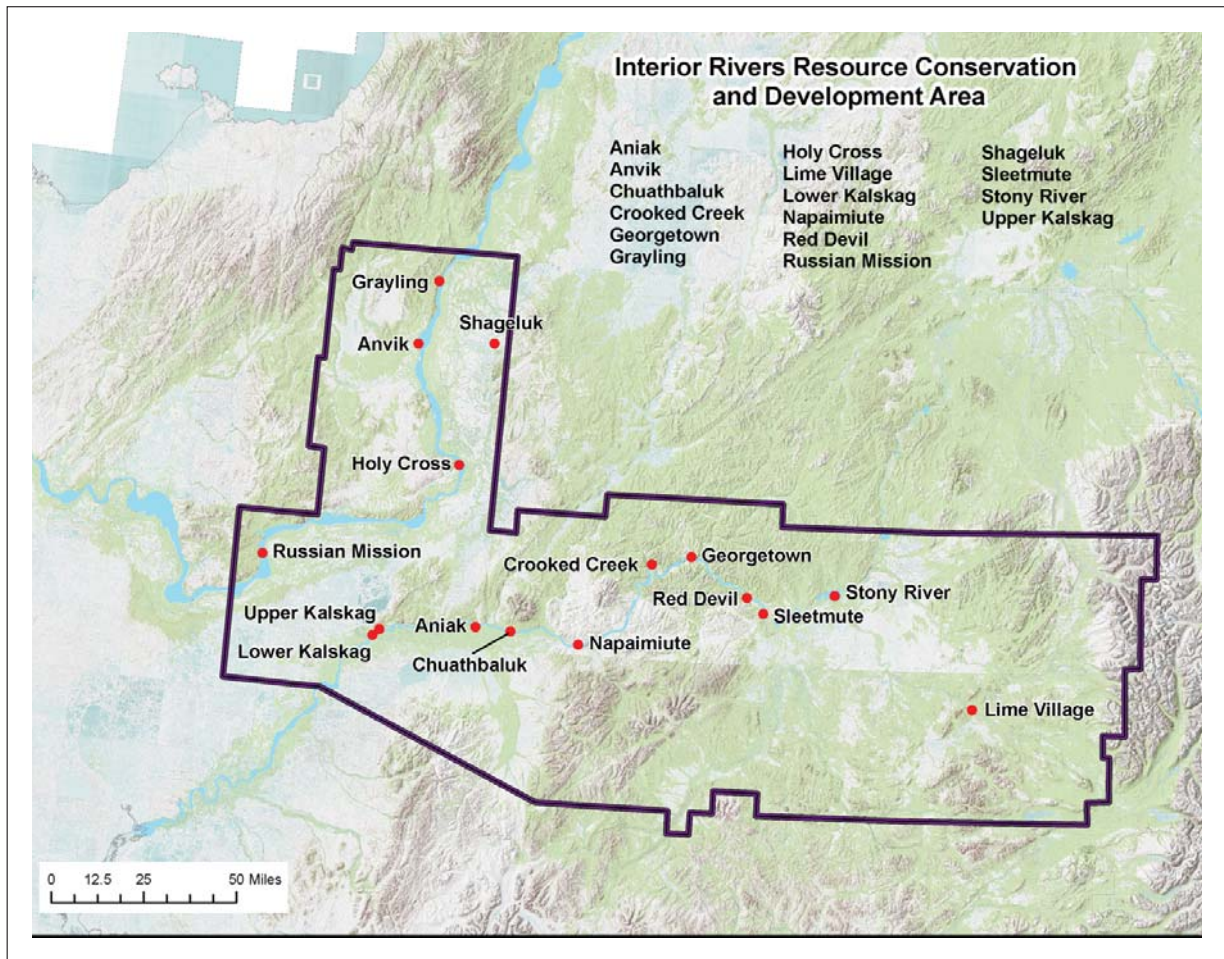 Interior Rivers Resource Conservation
and Development Area
Aniak
Anvik
Chuathbaluk
Crooked Creek
Georgetown
Grayling
Holy Cross
Lime Village
Lower Kalskag
Napaimiute
Red Devil
Russian Mission
Shageluk
Sleetmute
Stony River
Upper Kalskag
Grayling
Shageluk
Anvik
Holy Cross
Russian Mission
Crooked Creek
Georgetown
Red Devil
Stony River
Sleetmute
Upper Kalskag
Lower Kalskag
Aniak
Chuathbaluk
Napaimiute
Lime Village
0 12.5 25 50 Miles